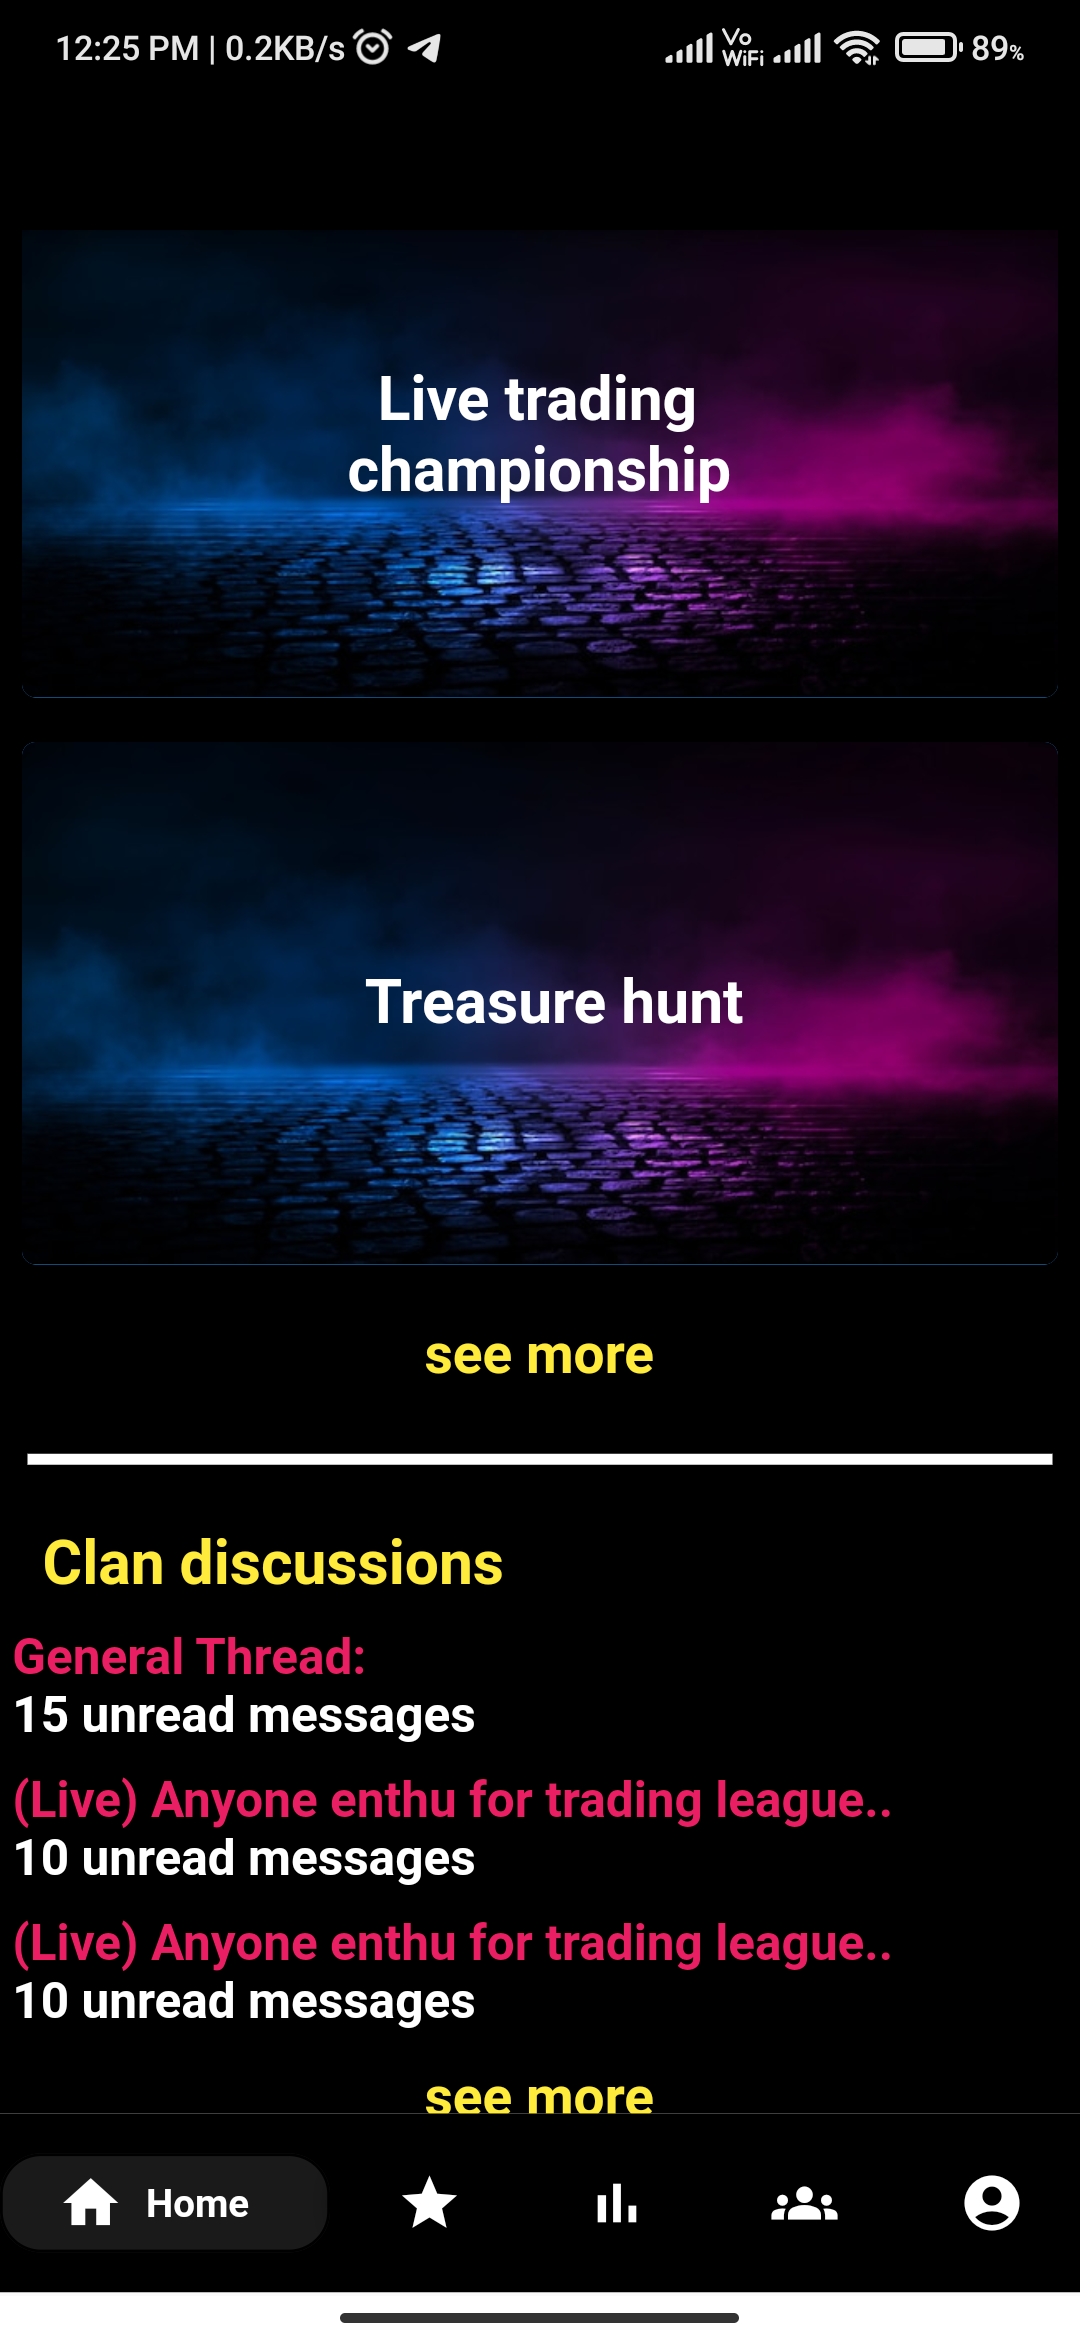 12:25 PM | 0.2KB/s
Vo
WiFi
89%
Live trading
championship
Treasure hunt
see more
Clan discussions
General Thread:
15 unread messages
(Live) Anyone enthu for trading league..
10 unread messages
(Live) Anyone enthu for trading league..
10 unread messages
see more
Home